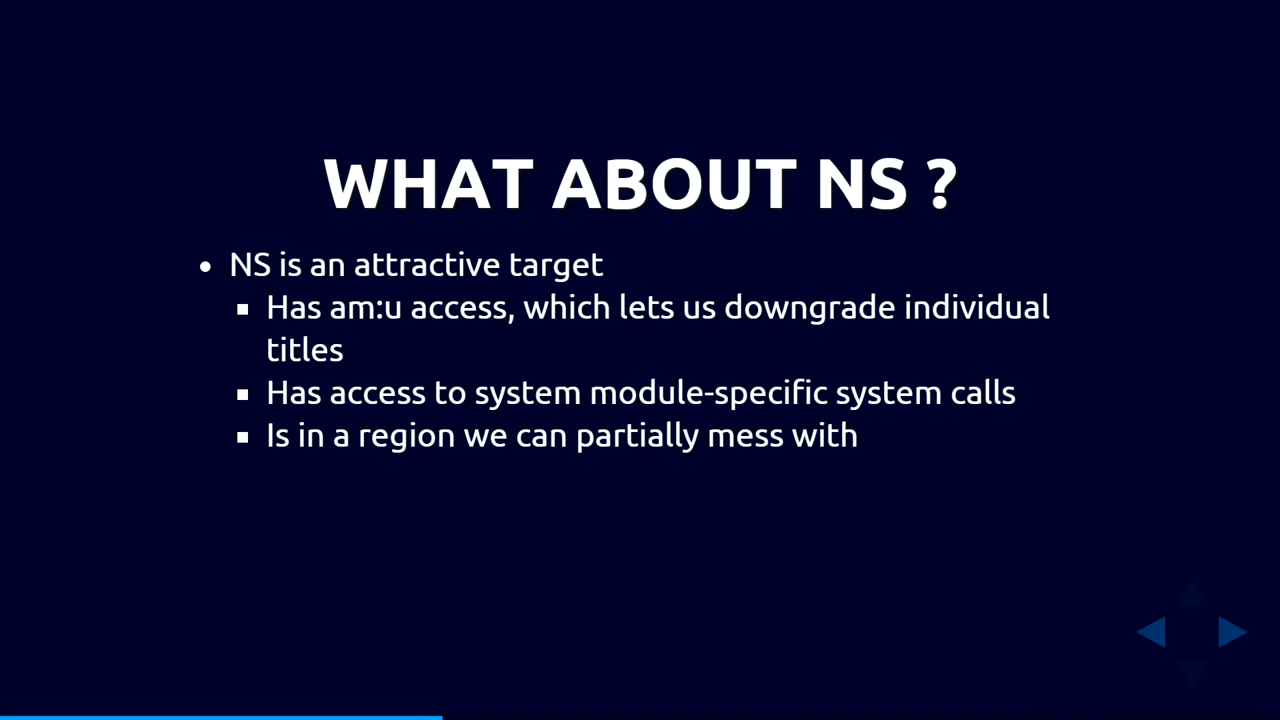 WHAT ABOUT NS ?
NS is an attractive target
Has am:u access, which lets us downgrade individual
titles
Has access to system module-specific system calls
Is in a region we can partially mess with